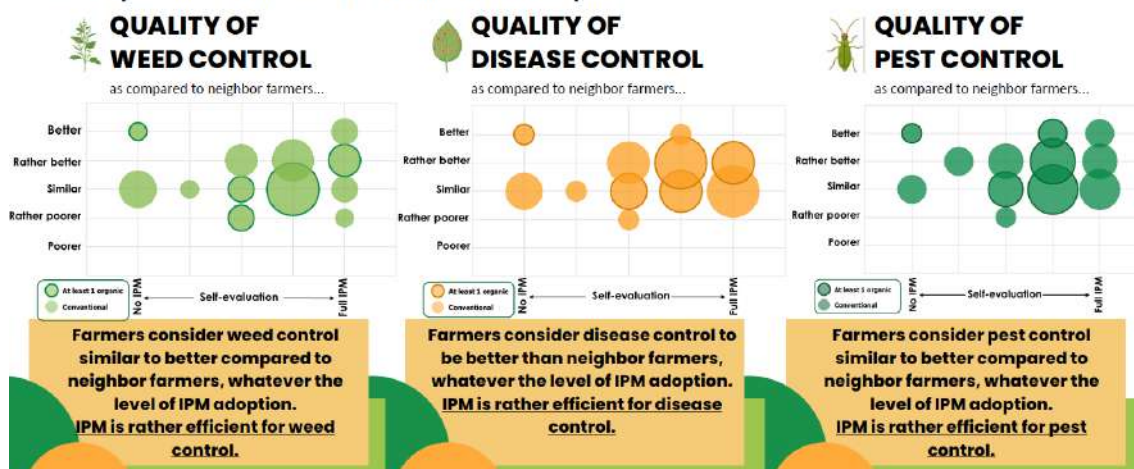 QUALITY OF
WEED CONTROL
as compared to neighbor farmers...
Better
Rather better
Similar
Rather poorer
Poorer
At least 1 organic
Conventional
No IPM
Self-evaluation
Full IPM
Farmers consider weed control
similar to better compared to
neighbor farmers, whatever the
level of IPM adoption.
IPM is rather efficient for weed
control.
QUALITY OF
DISEASE CONTROL
as compared to neighbor farmers...
Better
Rather better
Similar
Rather poorer
Poorer
At least 1 organic
Conventional
No IPM
Self-evaluation
Full IPM
Farmers consider disease control to
be better than neighbor farmers,
whatever the level of IPM adoption.
IPM is rather efficient for disease
control.
QUALITY OF
PEST CONTROL
as compared to neighbor farmers...
Better
Rather better
Similar
Rather poorer
Poorer
At least 1 organic
Conventional
No IPM
Self-evaluation
Full IPM
Farmers consider pest control
similar to better compared to
neighbor farmers, whatever the
level of IPM adoption.
IPM is rather efficient for pest
control.